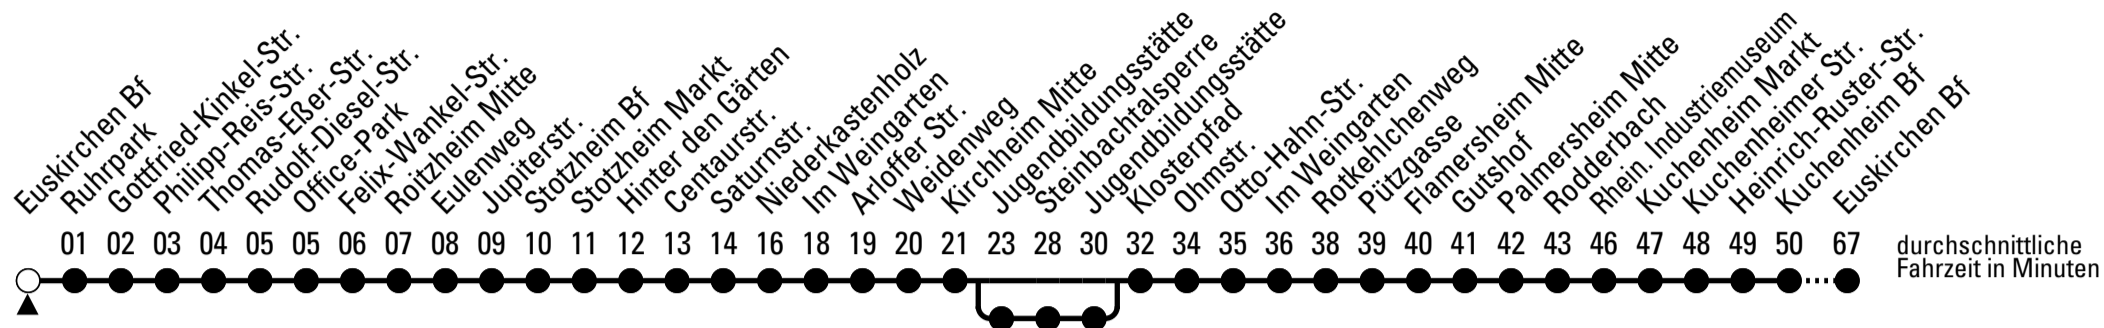 Euskirchen Bf
Ruhrpark
Gottfried-Kinkel-Str.
Philipp-Reis-Str.
Thomas-Eßer-Str.
Rudolf-Diesel-Str.
Office-Park
Felix-Wankel-Str.
Roitzheim Mitte
Eulenweg
Jupiterstr.
Stotzheim Bf
Stotzheim Markt
Hinter den Gärten
Centaurstr.
Saturnstr.
Niederkastenholz
Im Weingarten
Arloffer Str.
Weidenweg
Kirchheim Mitte
Jugendbildungsstätte
Steinbachtalsperre
Jugendbildungsstätte
Klosterpfad
Ohmstr.
Otto-Hahn-Str.
Im Weingarten
Rotkehlchenweg
Pützgasse
Flamersheim Mitte
Gutshof
Palmersheim Mitte
Rodderbach
Rhein. Industriemuseum
Kuchenheim Markt
Kuchenheimer Str.
Heinrich-Ruster-Str.
Kuchenheim Bf
Euskirchen Bf
01 02 03 04 05 05 06 07 08 09 10 11 12 13 14 16 18 19 20 21 23 28 30 32 34 35 36 38 39 40 41 42 43 46 47 48 49 50 67
durchschnittliche
Fahrzeit in Minuten